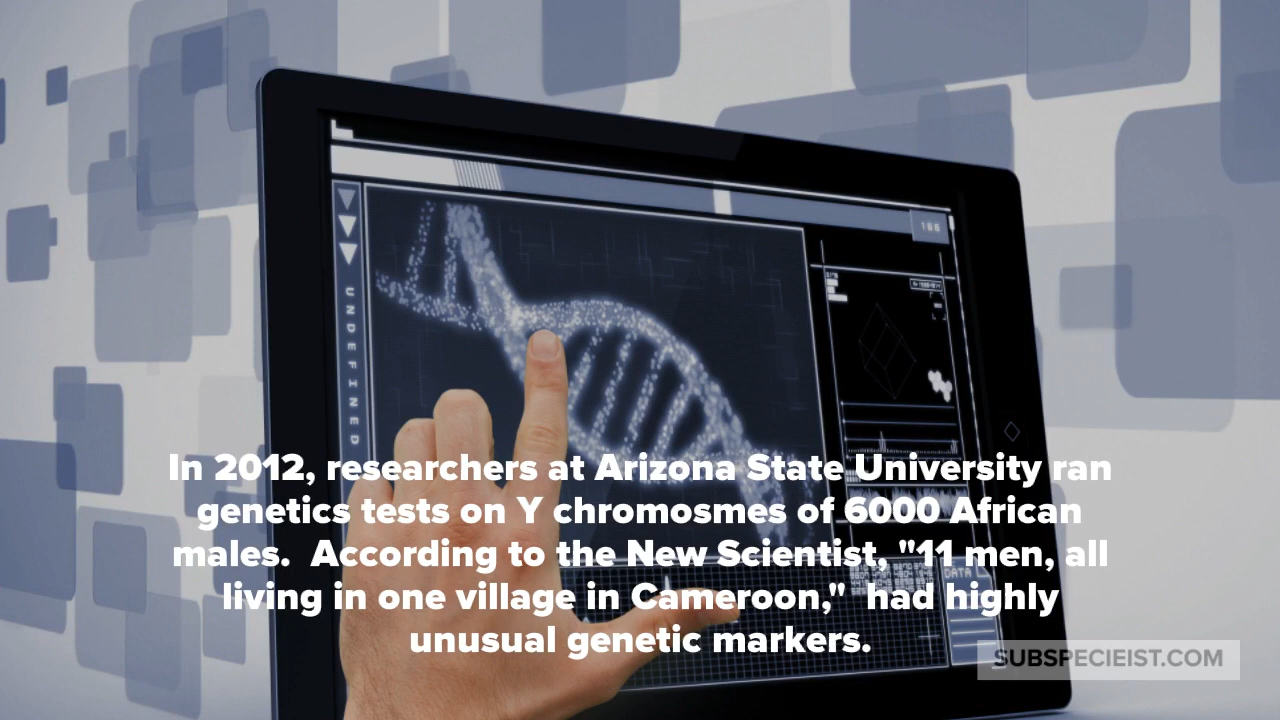 166
UNDEFINED
In 2012, researchers at Arizona State University ran
genetics tests on Y chromosmes of 6000 African
males.  According to the New Scientist, "11 men, all
living in one village in Cameroon,"  had highly
unusual genetic markers.
DATA
SUBSPECIEIST.COM